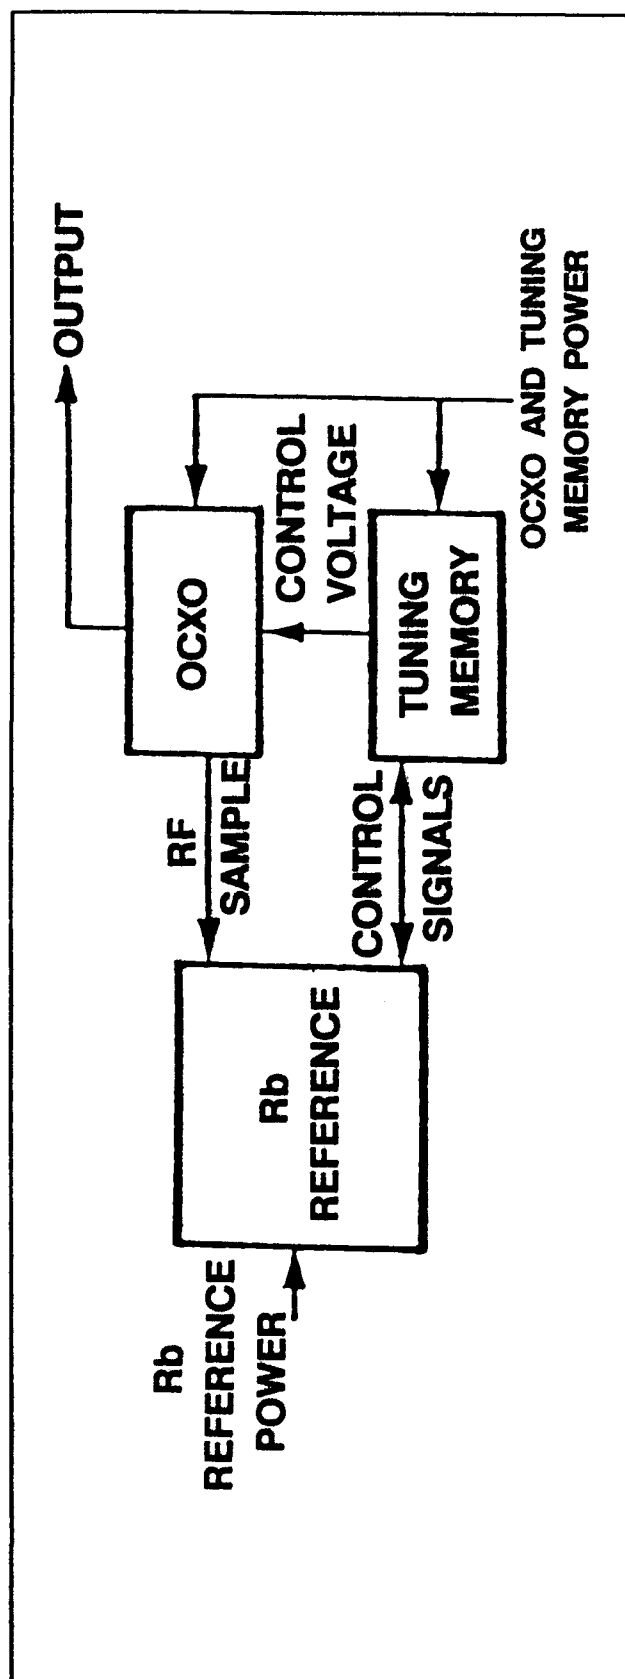 Rb
REFERENCE
POWER
Rb
REFERENCE
RF
SAMPLE
CONTROL
SIGNALS
OCXO
CONTROL
VOLTAGE
TUNING
MEMORY
OUTPUT
OCXO AND TUNING
MEMORY POWER